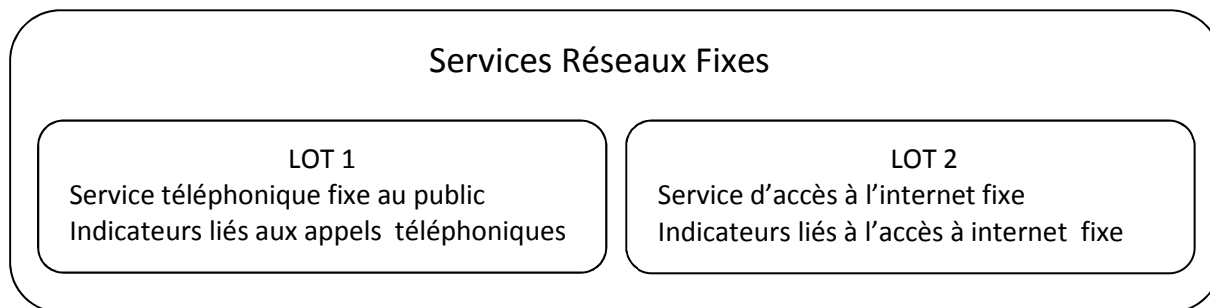 Services Réseaux Fixes
LOT 1
Service téléphonique fixe au public
Indicateurs liés aux appels téléphoniques
LOT 2
Service d’accès à l’internet fixe
Indicateurs liés à l’accès à internet fixe